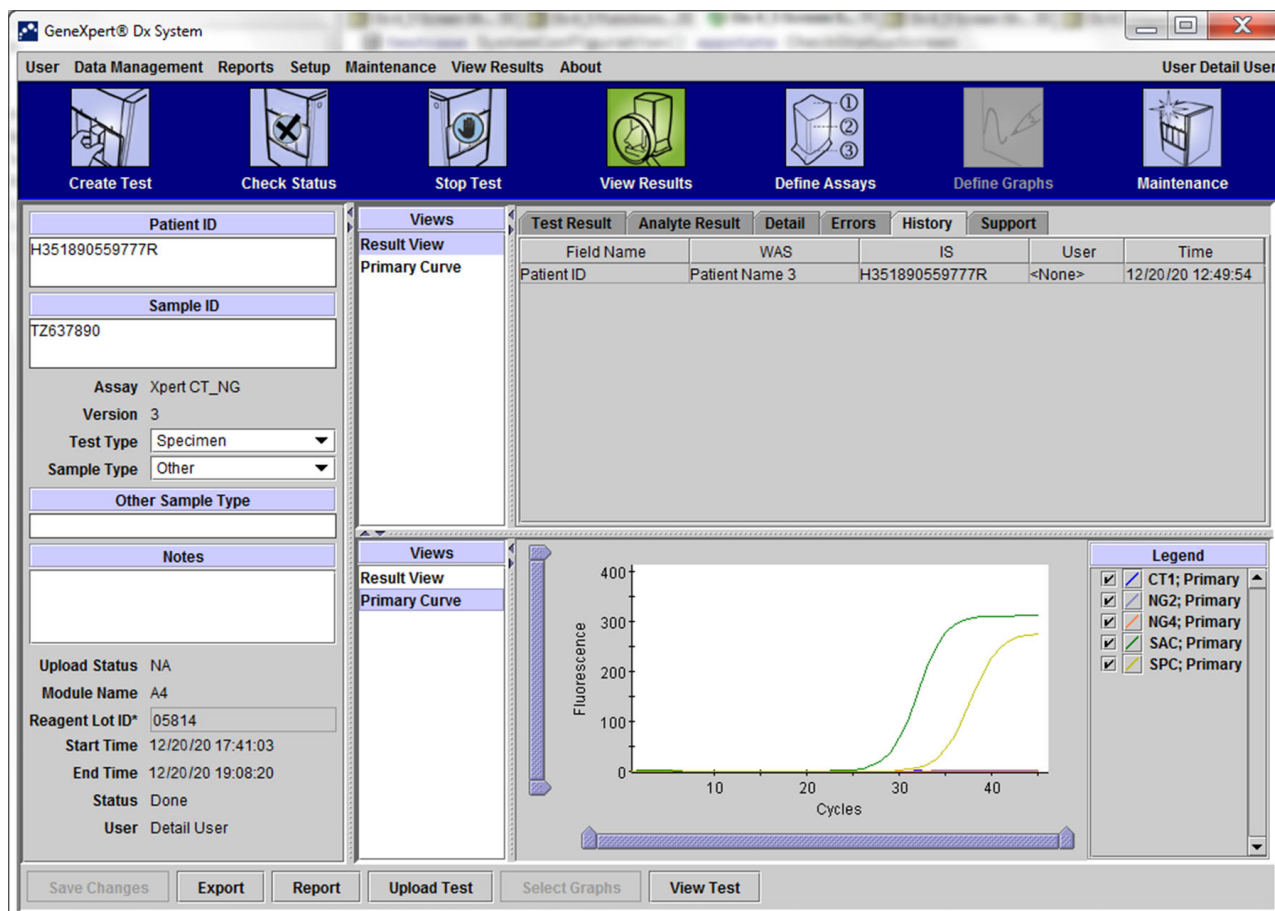 GeneXpert® Dx System
User Data Management Reports Setup Maintenance View Results About User Detail User
Create Test Check Status Stop Test View Results Define Assays Define Graphs Maintenance
Patient ID
H351890559777R
Sample ID
TZ637890
Assay Xpert CT_NG
Version 3
Test Type Specimen
Sample Type Other
Other Sample Type
Notes
Upload Status NA
Module Name A4
Reagent Lot ID* 05814
Start Time 12/20/20 17:41:03
End Time 12/20/20 19:08:20
Status Done
User Detail User
Views
Result View
Primary Curve
Test Result Analyte Result Detail Errors History Support
Field Name WAS IS User Time
Patient ID Patient Name 3 H351890559777R <None> 12/20/20 12:49:54
Views
Result View
Primary Curve
400
300
200
100
0
Fluorescence
10 20 30 40
Cycles
Legend
CT1; Primary
NG2; Primary
NG4; Primary
SAC; Primary
SPC; Primary
Save Changes Export Report Upload Test Select Graphs View Test